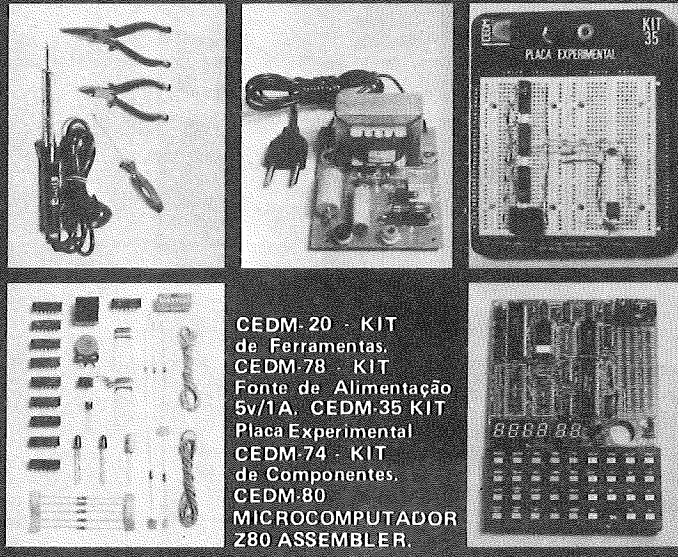 CEDM
KIT
35
PLACA EXPERIMENTAL
CEDM-20 - KIT
de Ferramentas.
CEDM-78 - KIT
Fonte de Alimentação
5v/1A. CEDM-35 KIT
Placa Experimental
CEDM-74 - KIT
de Componentes.
CEDM-80
MICROCOMPUTADOR
Z80 ASSEMBLER.